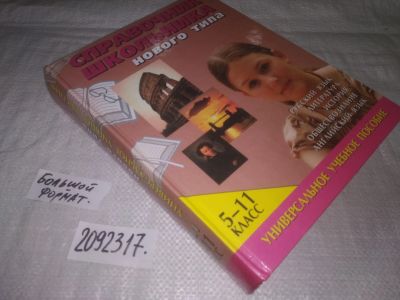 СПРАВОЧНИК
ШКОЛЬНИКА
НОВОГО ТИПА
РУССКИЙ ЯЗЫК
ЛИТЕРАТУРА
ИСТОРИЯ
ОБЩЕСТВОЗНАНИЕ
АНГЛИЙСКИЙ ЯЗЫК
5–11
КЛАСС
УНИВЕРСАЛЬНОЕ УЧЕБНОЕ ПОСОБИЕ
БОЛЬШОЙ
ФОРМАТ.
2092317.